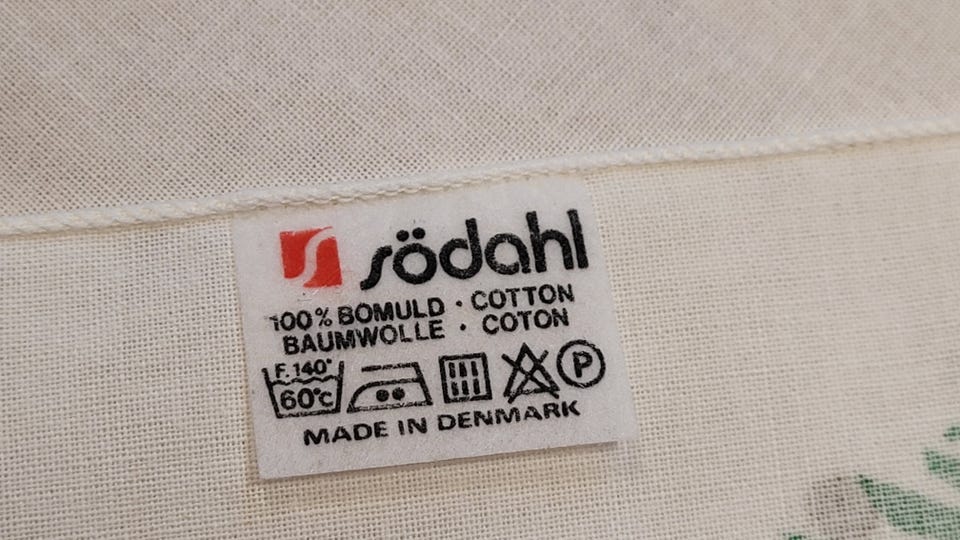 södahl
100% BOMULD · COTTON
BAUMWOLLE · COTON
F. 140°
60°C
P
MADE IN DENMARK